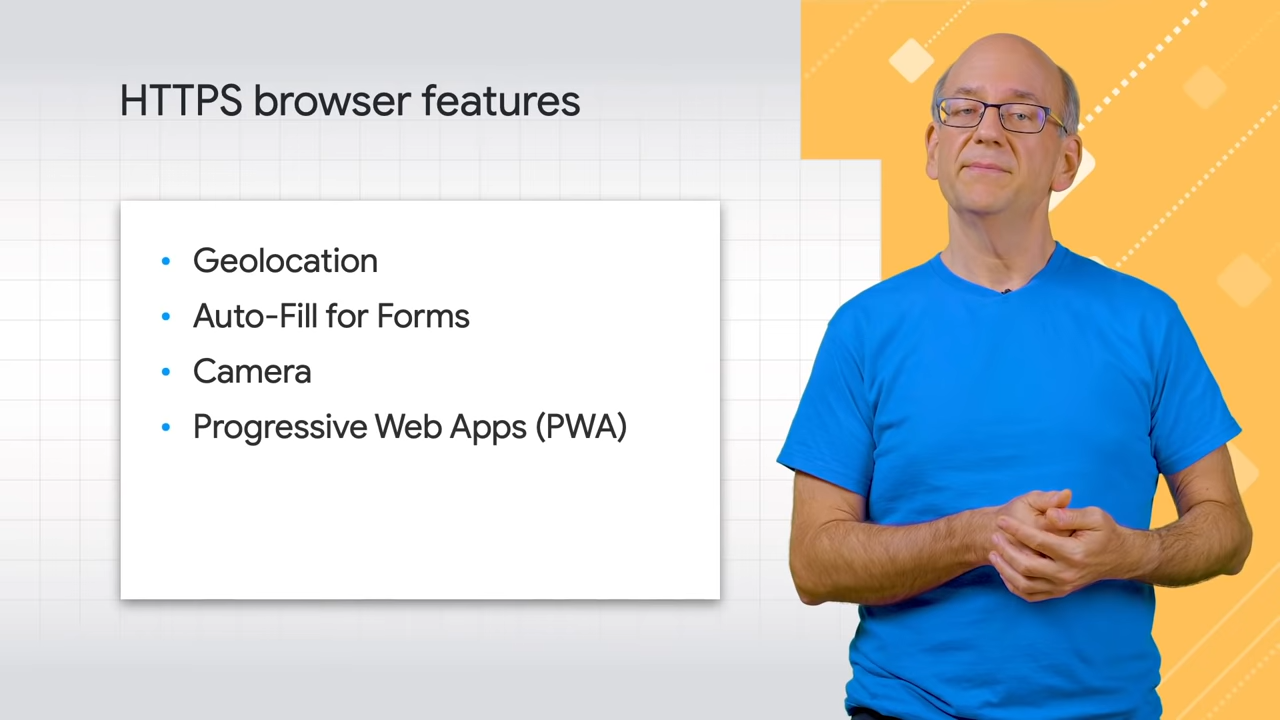 HTTPS browser features
• Geolocation
• Auto-Fill for Forms
• Camera
• Progressive Web Apps (PWA)